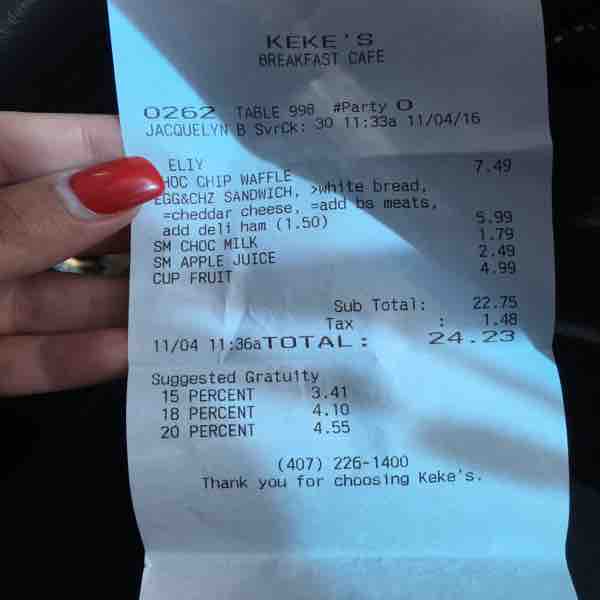 KEKE'S
BREAKFAST CAFE
0262 TABLE 998 #Party 0
JACQUELYN B SvrCk: 30 11:33a 11/04/16
ELIY
HOC CHIP WAFFLE 7.49
EGG&CHZ SANDWICH, >white bread,
=cheddar cheese, =add bs meats,
add deli ham (1.50) 5.99
SM CHOC MILK 1.79
SM APPLE JUICE 2.49
CUP FRUIT 4.99
Sub Total: 22.75
Tax : 1.48
11/04 11:36a TOTAL: 24.23
Suggested Gratuity
15 PERCENT 3.41
18 PERCENT 4.10
20 PERCENT 4.55
(407) 226-1400
Thank you for choosing Keke's.